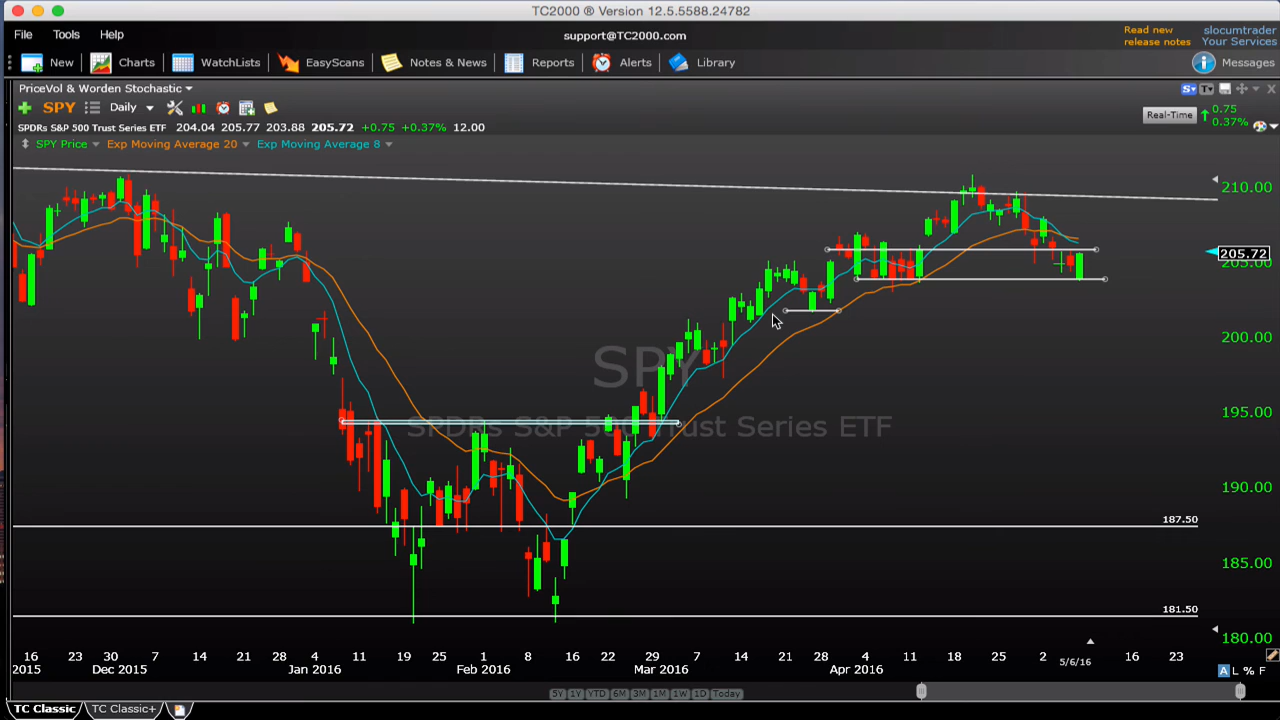 TC2000 ® Version 12.5.5588.24782
File Tools Help support@TC2000.com Read new release notes slocumtrader Your Services
New Charts WatchLists EasyScans Notes & News Reports Alerts Library Messages
PriceVol & Worden Stochastic S T
SPY Daily Real-Time 0.75 0.37%
SPDRs S&P 500 Trust Series ETF 204.04 205.77 203.88 205.72 +0.75 +0.37% 12.00
SPY Price Exp Moving Average 20 Exp Moving Average 8
210.00
205.72
205.00
200.00
SPY
195.00
SPDRs S&P 500 Trust Series ETF
190.00
187.50
185.00
181.50
180.00
16 23 30 7 14 21 28 4 11 19 25 1 8 16 22 29 7 14 21 28 4 11 18 25 2 5/6/16 16 23
2015 Dec 2015 Jan 2016 Feb 2016 Mar 2016 Apr 2016 A L % F
5Y 1Y YTD 6M 3M 1M 1W 1D Today
TC Classic TC Classic+